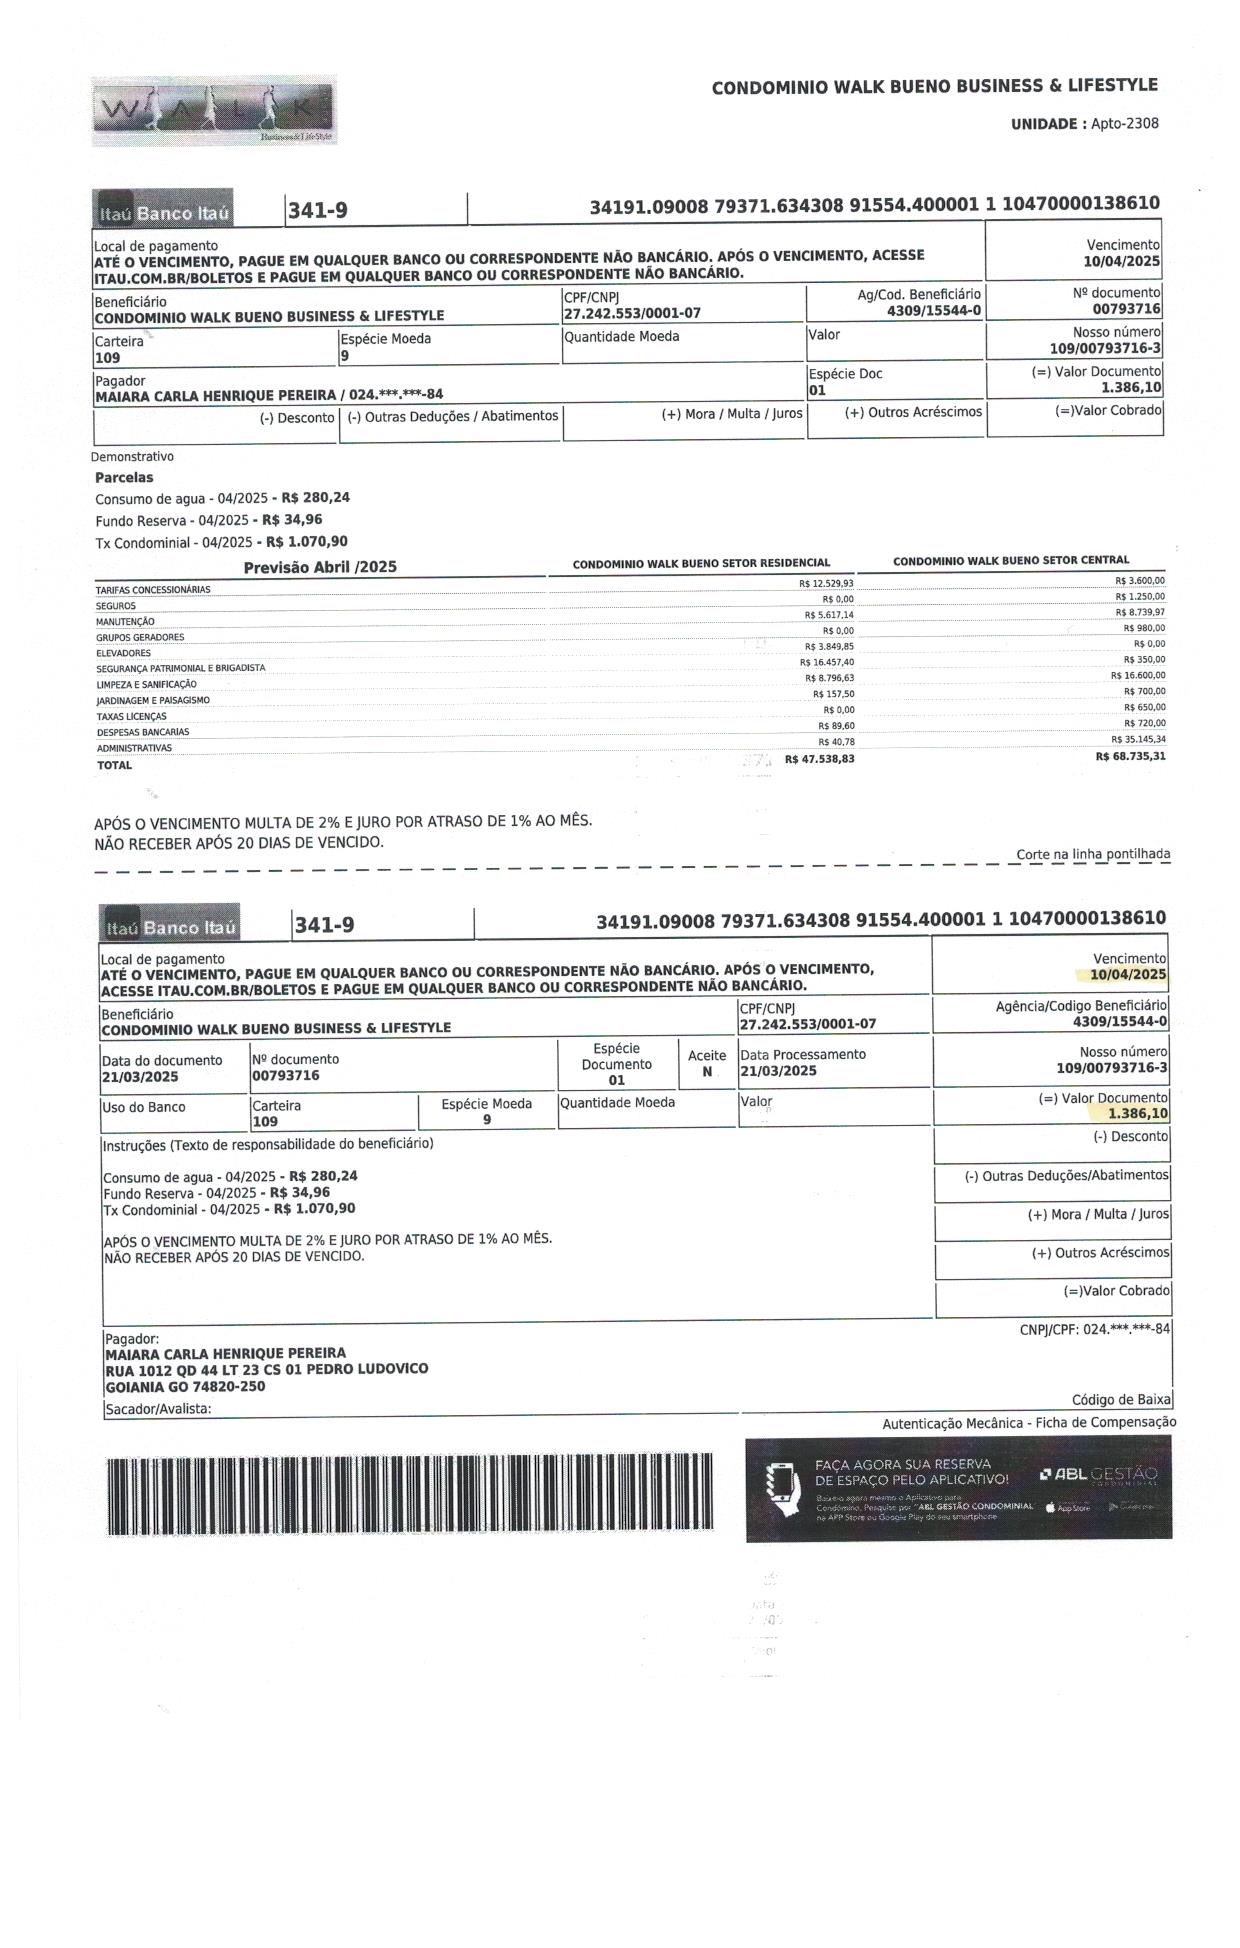 WALK
Business & LifeStyle
CONDOMINIO WALK BUENO BUSINESS & LIFESTYLE
UNIDADE : Apto-2308
Itaú Banco Itaú 341-9 34191.09008 79371.634308 91554.400001 1 10470000138610
Local de pagamento
ATÉ O VENCIMENTO, PAGUE EM QUALQUER BANCO OU CORRESPONDENTE NÃO BANCÁRIO. APÓS O VENCIMENTO, ACESSE
ITAU.COM.BR/BOLETOS E PAGUE EM QUALQUER BANCO OU CORRESPONDENTE NÃO BANCÁRIO.
Vencimento
10/04/2025
Beneficiário CPF/CNPJ Ag/Cod. Beneficiário Nº documento
CONDOMINIO WALK BUENO BUSINESS & LIFESTYLE 27.242.553/0001-07 4309/15544-0 00793716
Carteira Espécie Moeda Quantidade Moeda Valor Nosso número
109 9 109/00793716-3
Pagador Espécie Doc (=) Valor Documento
MAIARA CARLA HENRIQUE PEREIRA / 024.***.***-84 01 1.386,10
(-) Desconto (-) Outras Deduções / Abatimentos (+) Mora / Multa / Juros (+) Outros Acréscimos (=)Valor Cobrado
Demonstrativo
Parcelas
Consumo de agua - 04/2025 - R$ 280,24
Fundo Reserva - 04/2025 - R$ 34,96
Tx Condominial - 04/2025 - R$ 1.070,90
Previsão Abril /2025 CONDOMINIO WALK BUENO SETOR RESIDENCIAL CONDOMINIO WALK BUENO SETOR CENTRAL
TARIFAS CONCESSIONÁRIAS R$ 12.529,93 R$ 3.600,00
SEGUROS R$ 0,00 R$ 1.250,00
MANUTENÇÃO R$ 5.617,14 R$ 8.739,97
GRUPOS GERADORES R$ 0,00 R$ 980,00
ELEVADORES R$ 3.849,85 R$ 0,00
SEGURANÇA PATRIMONIAL E BRIGADISTA R$ 16.457,40 R$ 350,00
LIMPEZA E SANIFICAÇÃO R$ 8.796,63 R$ 16.600,00
JARDINAGEM E PAISAGISMO R$ 157,50 R$ 700,00
TAXAS LICENÇAS R$ 0,00 R$ 650,00
DESPESAS BANCARIAS R$ 89,60 R$ 720,00
ADMINISTRATIVAS R$ 40,78 R$ 35.145,34
TOTAL R$ 47.538,83 R$ 68.735,31
APÓS O VENCIMENTO MULTA DE 2% E JURO POR ATRASO DE 1% AO MÊS.
NÃO RECEBER APÓS 20 DIAS DE VENCIDO.
Corte na linha pontilhada
Itaú Banco Itaú 341-9 34191.09008 79371.634308 91554.400001 1 10470000138610
Local de pagamento
ATÉ O VENCIMENTO, PAGUE EM QUALQUER BANCO OU CORRESPONDENTE NÃO BANCÁRIO. APÓS O VENCIMENTO,
ACESSE ITAU.COM.BR/BOLETOS E PAGUE EM QUALQUER BANCO OU CORRESPONDENTE NÃO BANCÁRIO.
Vencimento
10/04/2025
Beneficiário CPF/CNPJ Agência/Codigo Beneficiário
CONDOMINIO WALK BUENO BUSINESS & LIFESTYLE 27.242.553/0001-07 4309/15544-0
Data do documento Nº documento Espécie Documento Aceite Data Processamento Nosso número
21/03/2025 00793716 01 N 21/03/2025 109/00793716-3
Uso do Banco Carteira Espécie Moeda Quantidade Moeda Valor (=) Valor Documento
109 9 1.386,10
Instruções (Texto de responsabilidade do beneficiário)
(-) Desconto
Consumo de agua - 04/2025 - R$ 280,24
Fundo Reserva - 04/2025 - R$ 34,96
Tx Condominial - 04/2025 - R$ 1.070,90
(-) Outras Deduções/Abatimentos
(+) Mora / Multa / Juros
APÓS O VENCIMENTO MULTA DE 2% E JURO POR ATRASO DE 1% AO MÊS.
NÃO RECEBER APÓS 20 DIAS DE VENCIDO.
(+) Outros Acréscimos
(=)Valor Cobrado
Pagador: CNPJ/CPF: 024.***.***-84
MAIARA CARLA HENRIQUE PEREIRA
RUA 1012 QD 44 LT 23 CS 01 PEDRO LUDOVICO
GOIANIA GO 74820-250
Sacador/Avalista: Código de Baixa
Autenticação Mecânica - Ficha de Compensação
FAÇA AGORA SUA RESERVA
DE ESPAÇO PELO APLICATIVO!
ABL GESTÃO
CONDOMINIAL
Baixe agora mesmo o Aplicativo para
Condômino. Pesquise por "ABL GESTÃO CONDOMINIAL"
na APP Store ou Google Play do seu smartphone
App Store